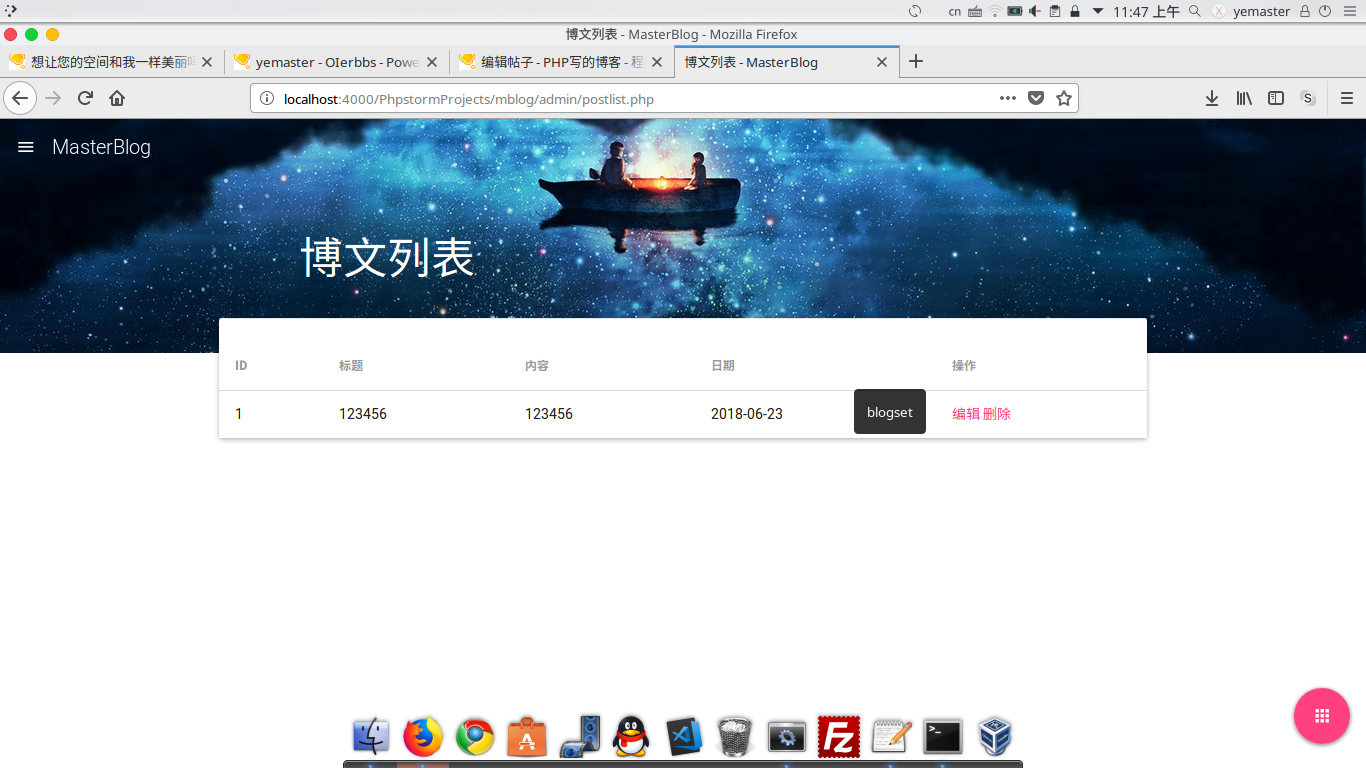 cn 11:47 上午 yemaster
博文列表 - MasterBlog - Mozilla Firefox
想让您的空间和我一样美丽 yemaster - OIerbbs - Powe 编辑帖子 - PHP写的博客 - 程 博文列表 - MasterBlog
localhost:4000/PhpstormProjects/mblog/admin/postlist.php
MasterBlog
博文列表
ID 标题 内容 日期 操作
1 123456 123456 2018-06-23 blogset 编辑 删除